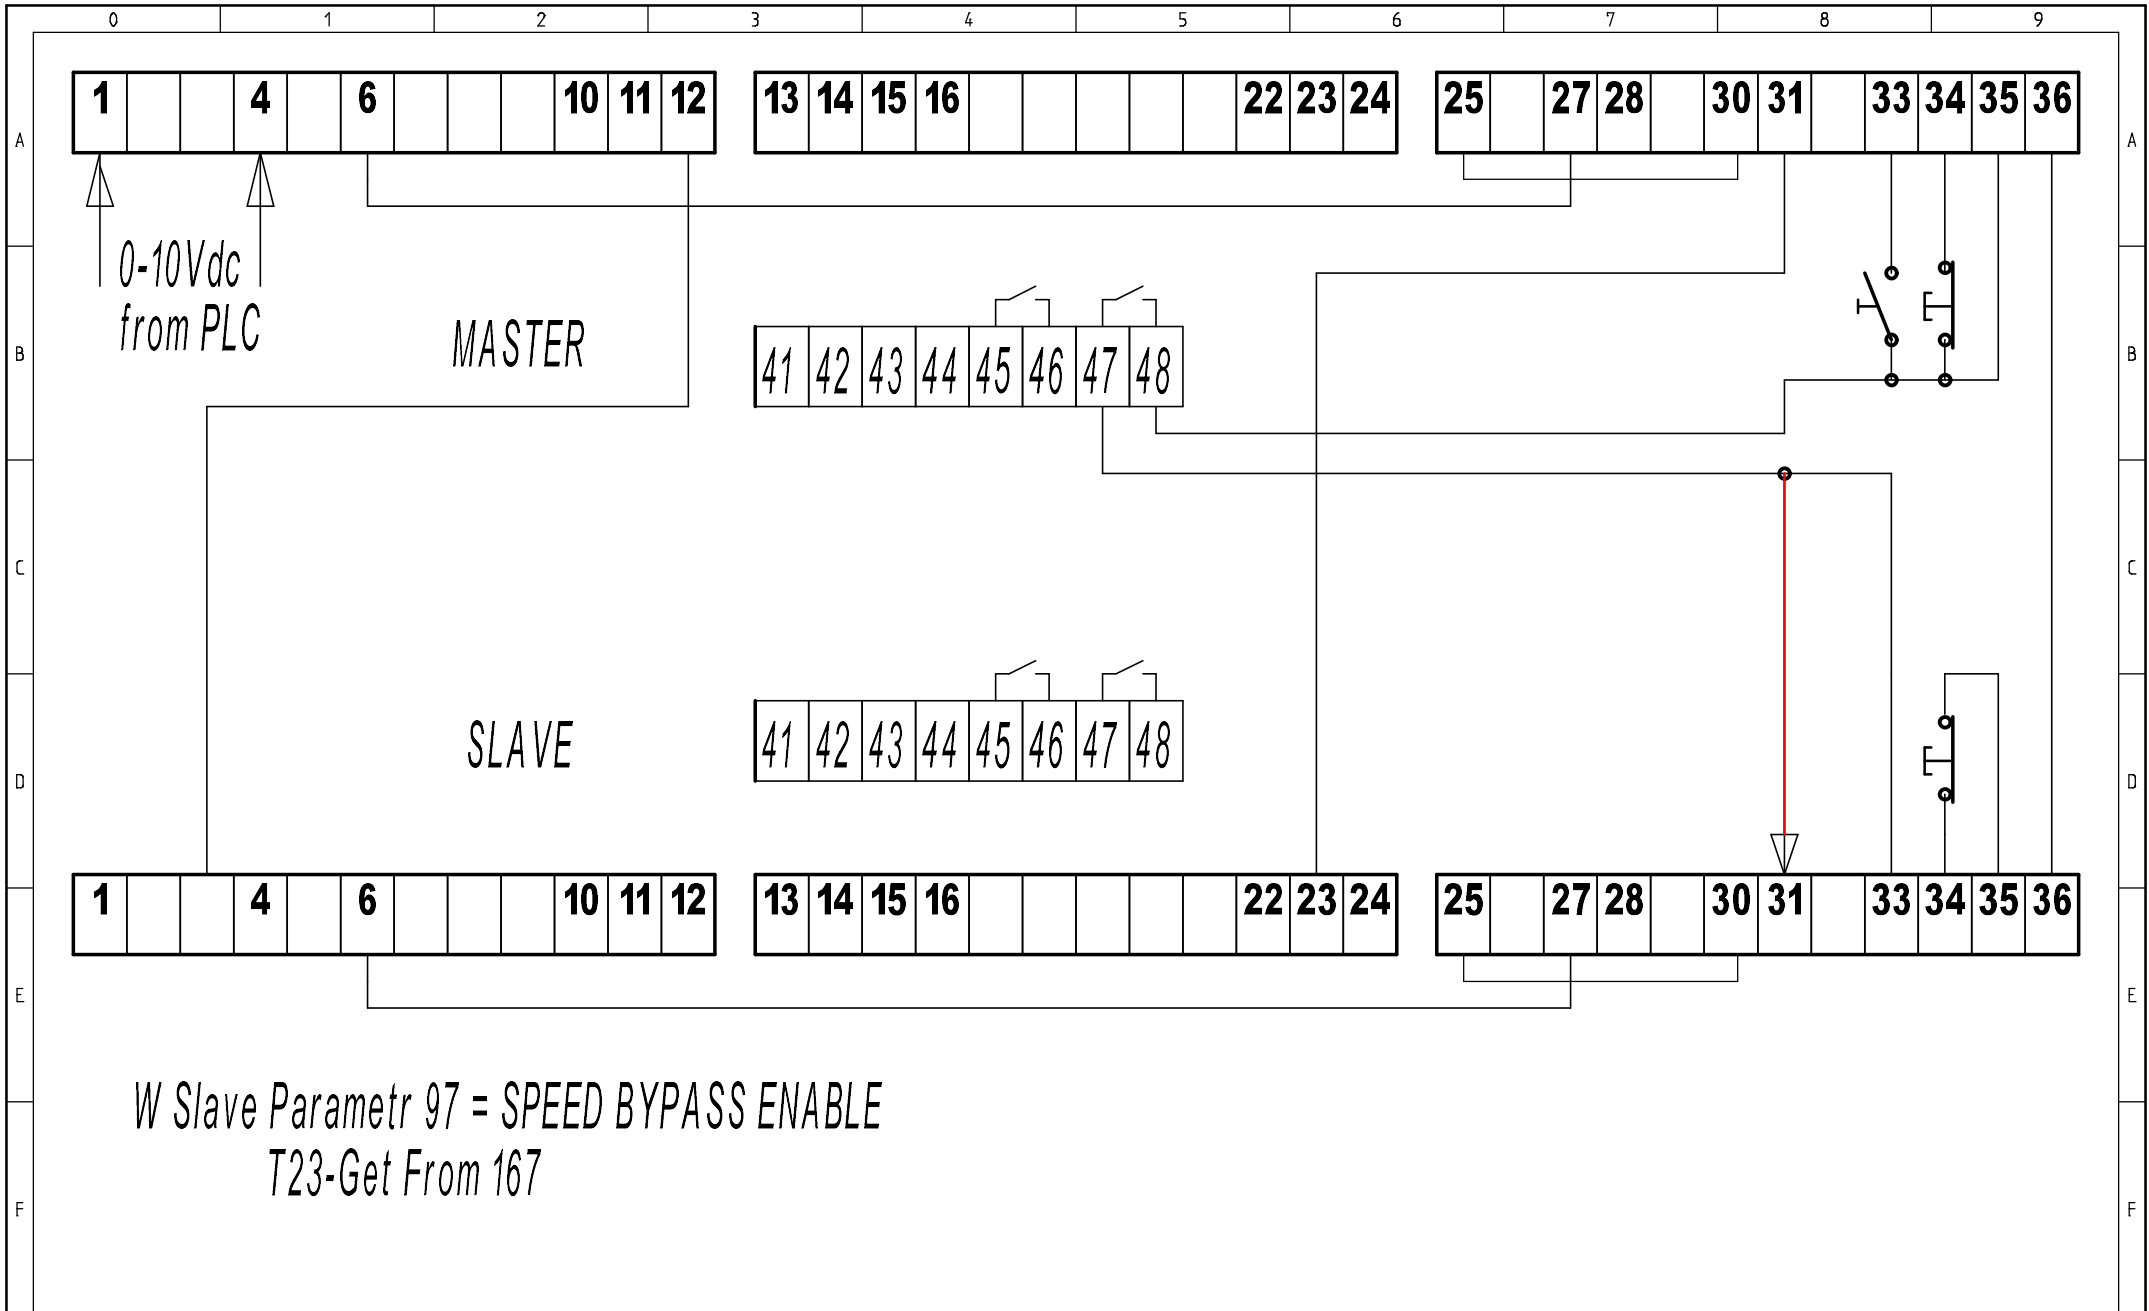 0 1 2 3 4 5 6 7 8 9
1 4 6 10 11 12 13 14 15 16 22 23 24 25 27 28 30 31 33 34 35 36
A A
0-10Vdc
from PLC
MASTER
B B
41 42 43 44 45 46 47 48
C C
SLAVE
41 42 43 44 45 46 47 48
D D
1 4 6 10 11 12 13 14 15 16 22 23 24 25 27 28 30 31 33 34 35 36
E E
W Slave Parametr 97 = SPEED BYPASS ENABLE
T23-Get From 167
F F